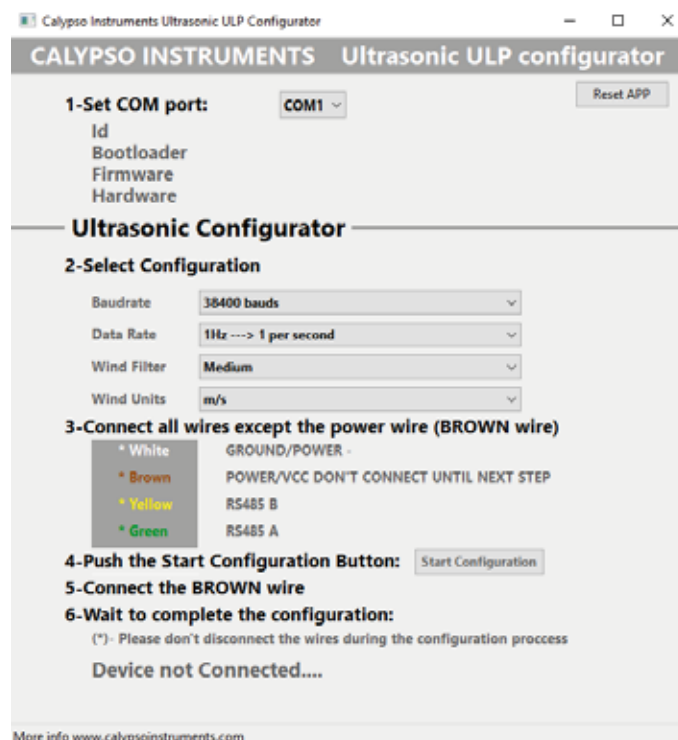 Calypso Instruments Ultrasonic ULP Configurator
CALYPSO INSTRUMENTS Ultrasonic ULP configurator
Reset APP
1-Set COM port: COM1
Id
Bootloader
Firmware
Hardware
Ultrasonic Configurator
2-Select Configuration
Baudrate 38400 bauds
Data Rate 1Hz ---> 1 per second
Wind Filter Medium
Wind Units m/s
3-Connect all wires except the power wire (BROWN wire)
* White GROUND/POWER -
* Brown POWER/VCC DON'T CONNECT UNTIL NEXT STEP
* Yellow RS485 B
* Green RS485 A
4-Push the Start Configuration Button: Start Configuration
5-Connect the BROWN wire
6-Wait to complete the configuration:
(*)- Please don't disconnect the wires during the configuration proccess
Device not Connected....
More info www.calypsoinstruments.com